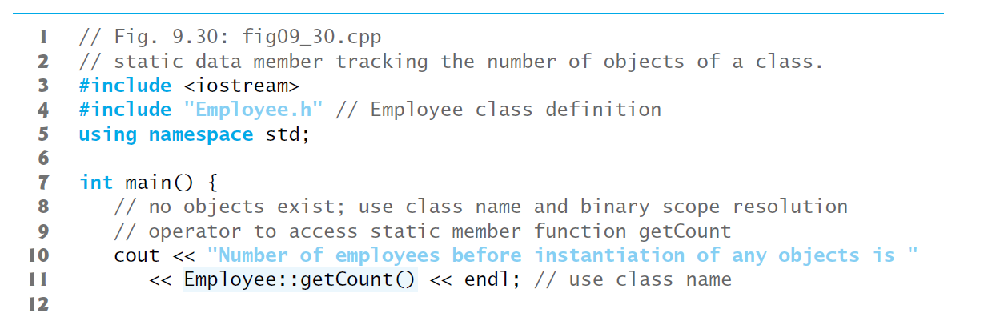 1 // Fig. 9.30: fig09_30.cpp
2 // static data member tracking the number of objects of a class.
3 #include <iostream>
4 #include "Employee.h" // Employee class definition
5 using namespace std;
6
7 int main() {
8 // no objects exist; use class name and binary scope resolution
9 // operator to access static member function getCount
10 cout << "Number of employees before instantiation of any objects is "
11 << Employee::getCount() << endl; // use class name
12